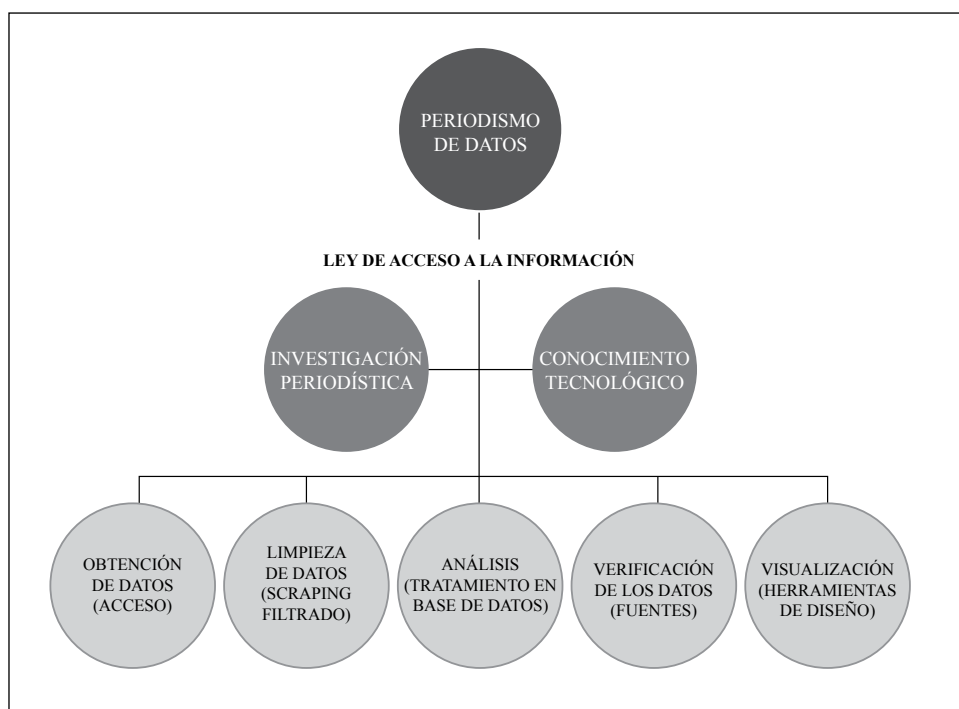 PERIODISMO
DE DATOS
LEY DE ACCESO A LA INFORMACIÓN
INVESTIGACIÓN
PERIODÍSTICA
CONOCIMIENTO
TECNOLÓGICO
OBTENCIÓN
DE DATOS
(ACCESO)
LIMPIEZA
DE DATOS
(SCRAPING
FILTRADO)
ANÁLISIS
(TRATAMIENTO EN
BASE DE DATOS)
VERIFICACIÓN
DE LOS DATOS
(FUENTES)
VISUALIZACIÓN
(HERRAMIENTAS
DE DISEÑO)